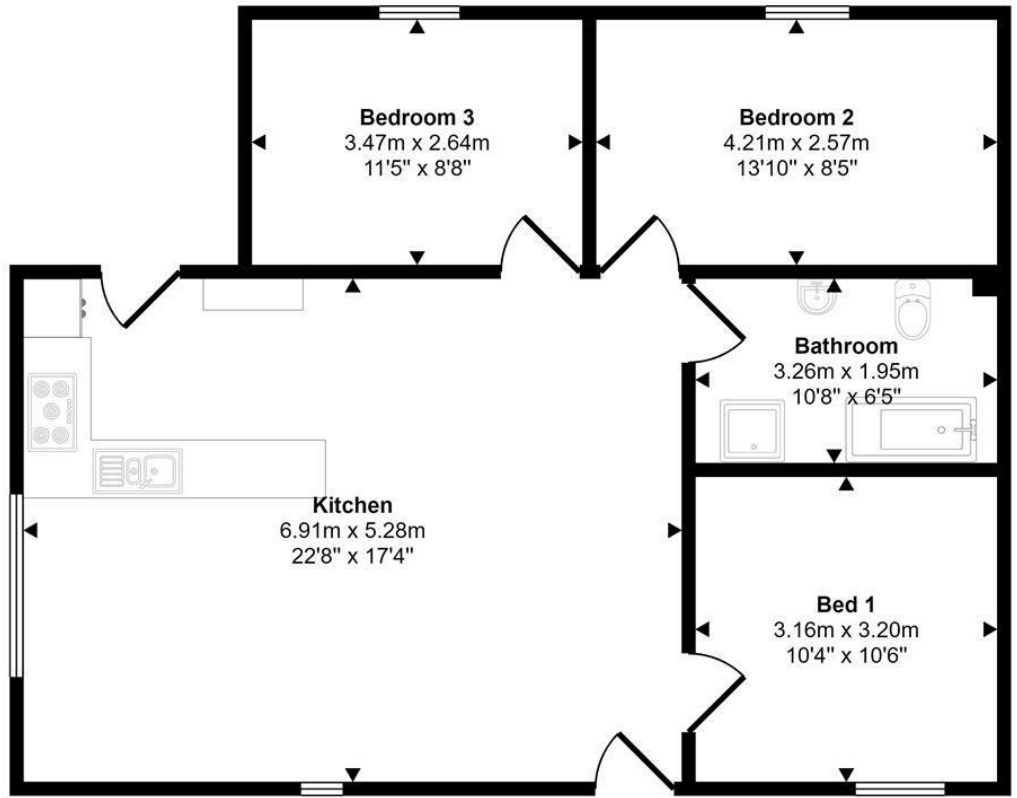 Bedroom 3
3.47m x 2.64m
11'5" x 8'8"
Bedroom 2
4.21m x 2.57m
13'10" x 8'5"
Bathroom
3.26m x 1.95m
10'8" x 6'5"
Kitchen
6.91m x 5.28m
22'8" x 17'4"
Bed 1
3.16m x 3.20m
10'4" x 10'6"